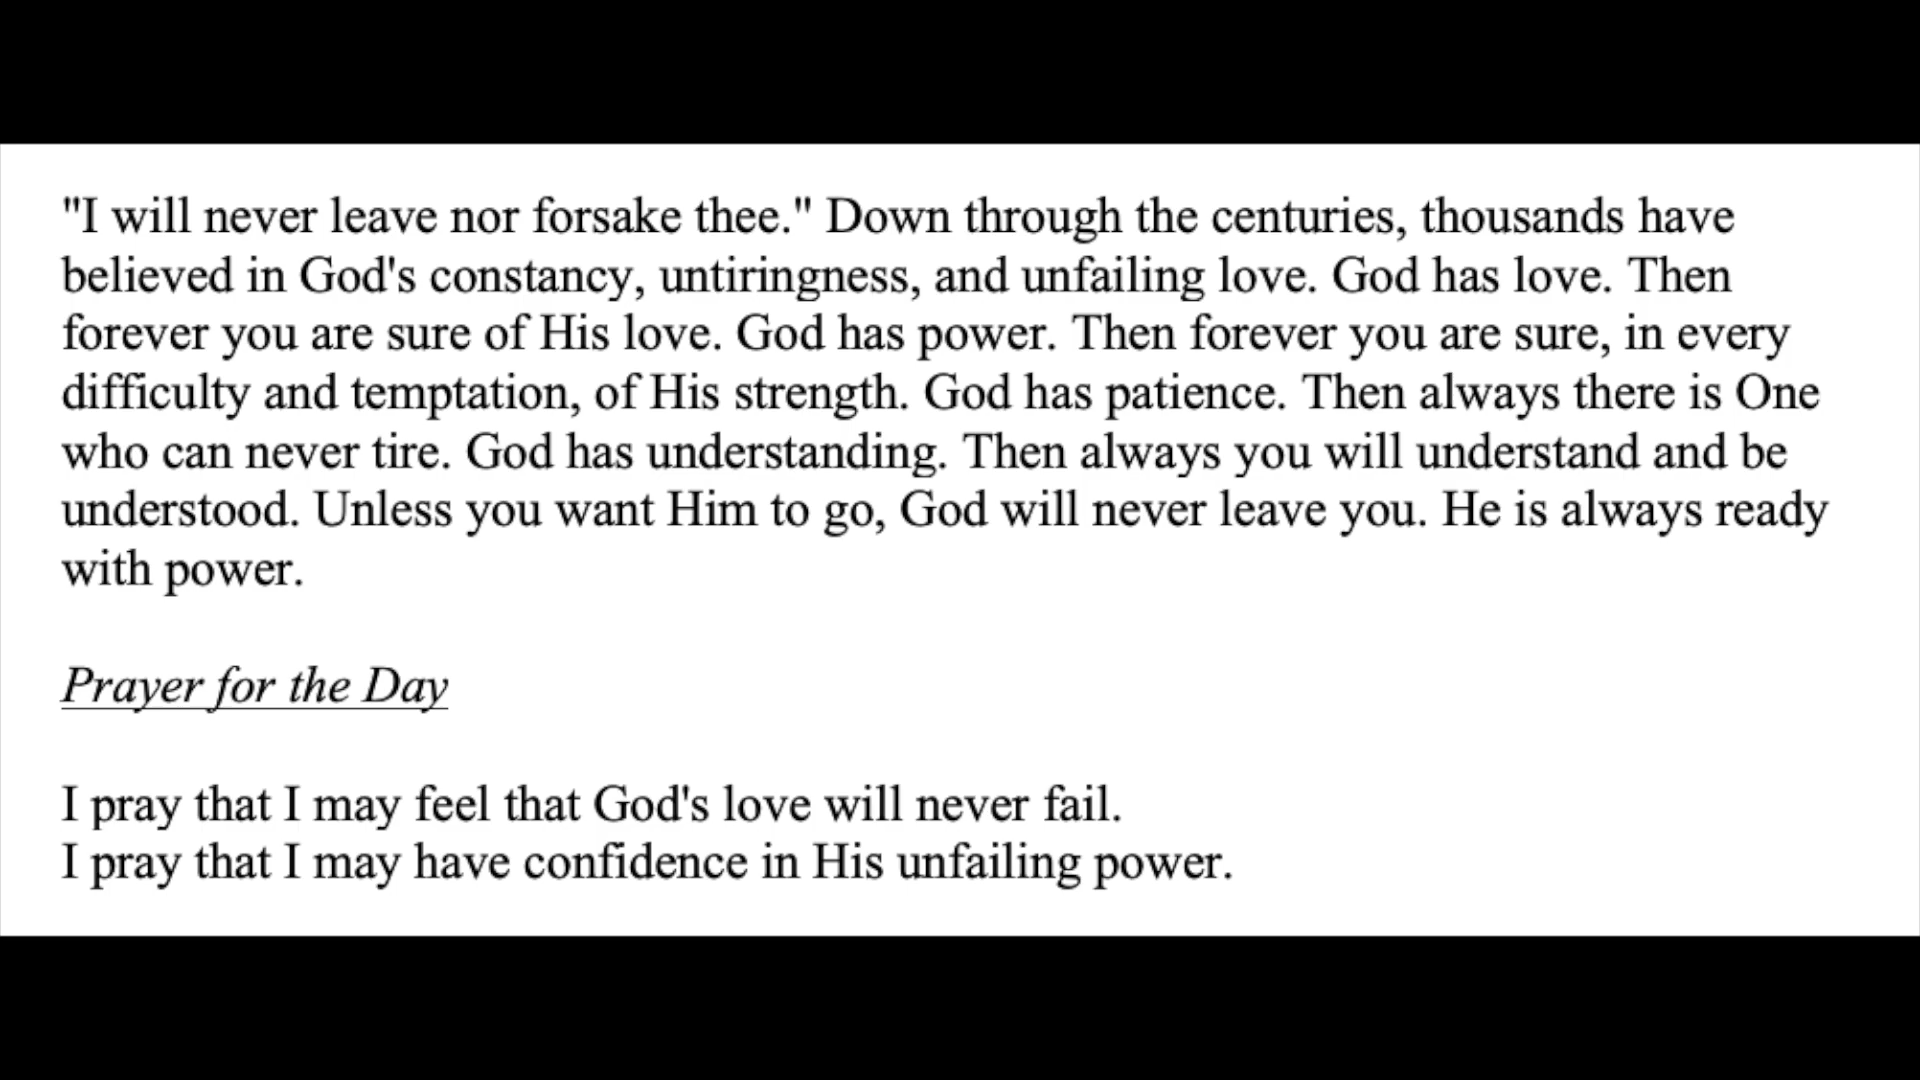 "I will never leave nor forsake thee." Down through the centuries, thousands have
believed in God's constancy, untiringness, and unfailing love. God has love. Then
forever you are sure of His love. God has power. Then forever you are sure, in every
difficulty and temptation, of His strength. God has patience. Then always there is One
who can never tire. God has understanding. Then always you will understand and be
understood. Unless you want Him to go, God will never leave you. He is always ready
with power.
Prayer for the Day
I pray that I may feel that God's love will never fail.
I pray that I may have confidence in His unfailing power.